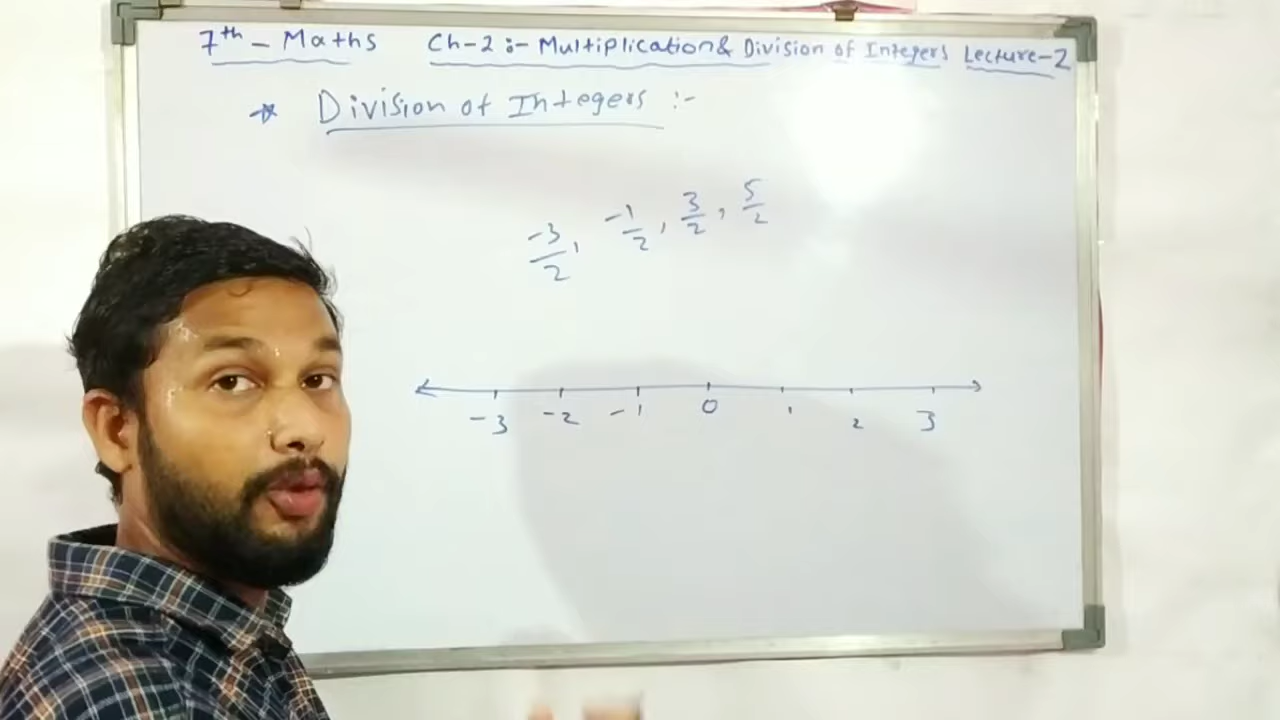 7th - Maths Ch-2 :- Multiplication & Division of Integers Lecture-2
* Division of Integers :-
-3/2, -1/2, 3/2, 5/2
-3 -2 -1 0 1 2 3